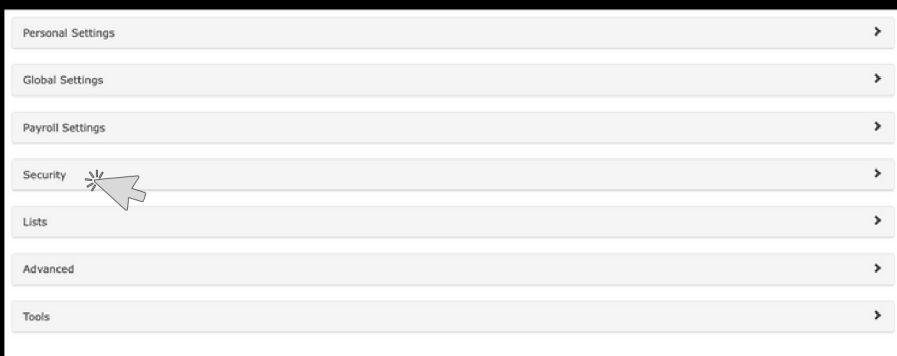 Personal Settings
Global Settings
Payroll Settings
Security
Lists
Advanced
Tools